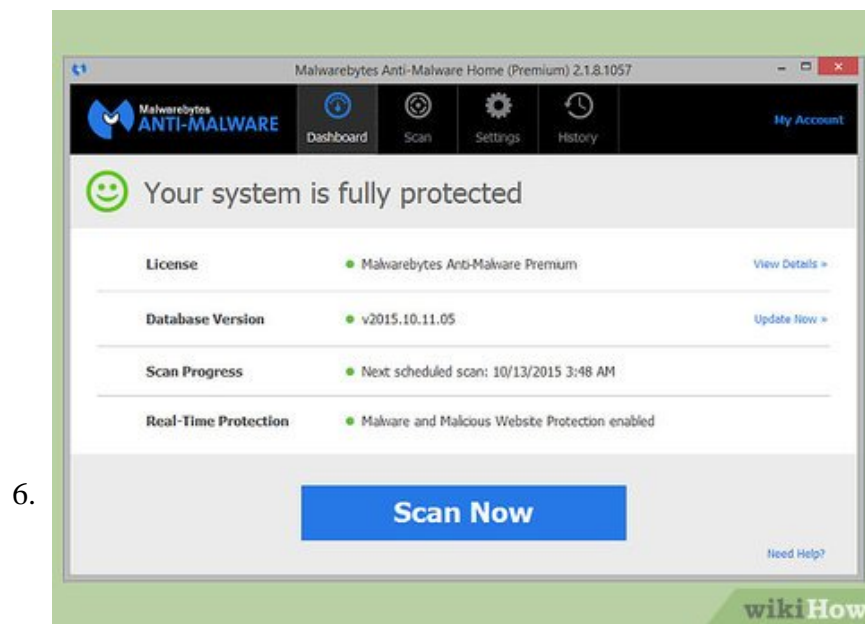 Malwarebytes Anti-Malware Home (Premium) 2.1.8.1057
Malwarebytes
ANTI-MALWARE
Dashboard
Scan
Settings
History
My Account
Your system is fully protected
License
Malwarebytes Anti-Malware Premium
View Details »
Database Version
v2015.10.11.05
Update Now »
Scan Progress
Next scheduled scan: 10/13/2015 3:48 AM
Real-Time Protection
Malware and Malicious Website Protection enabled
6.
Scan Now
Need Help?
wikiHow